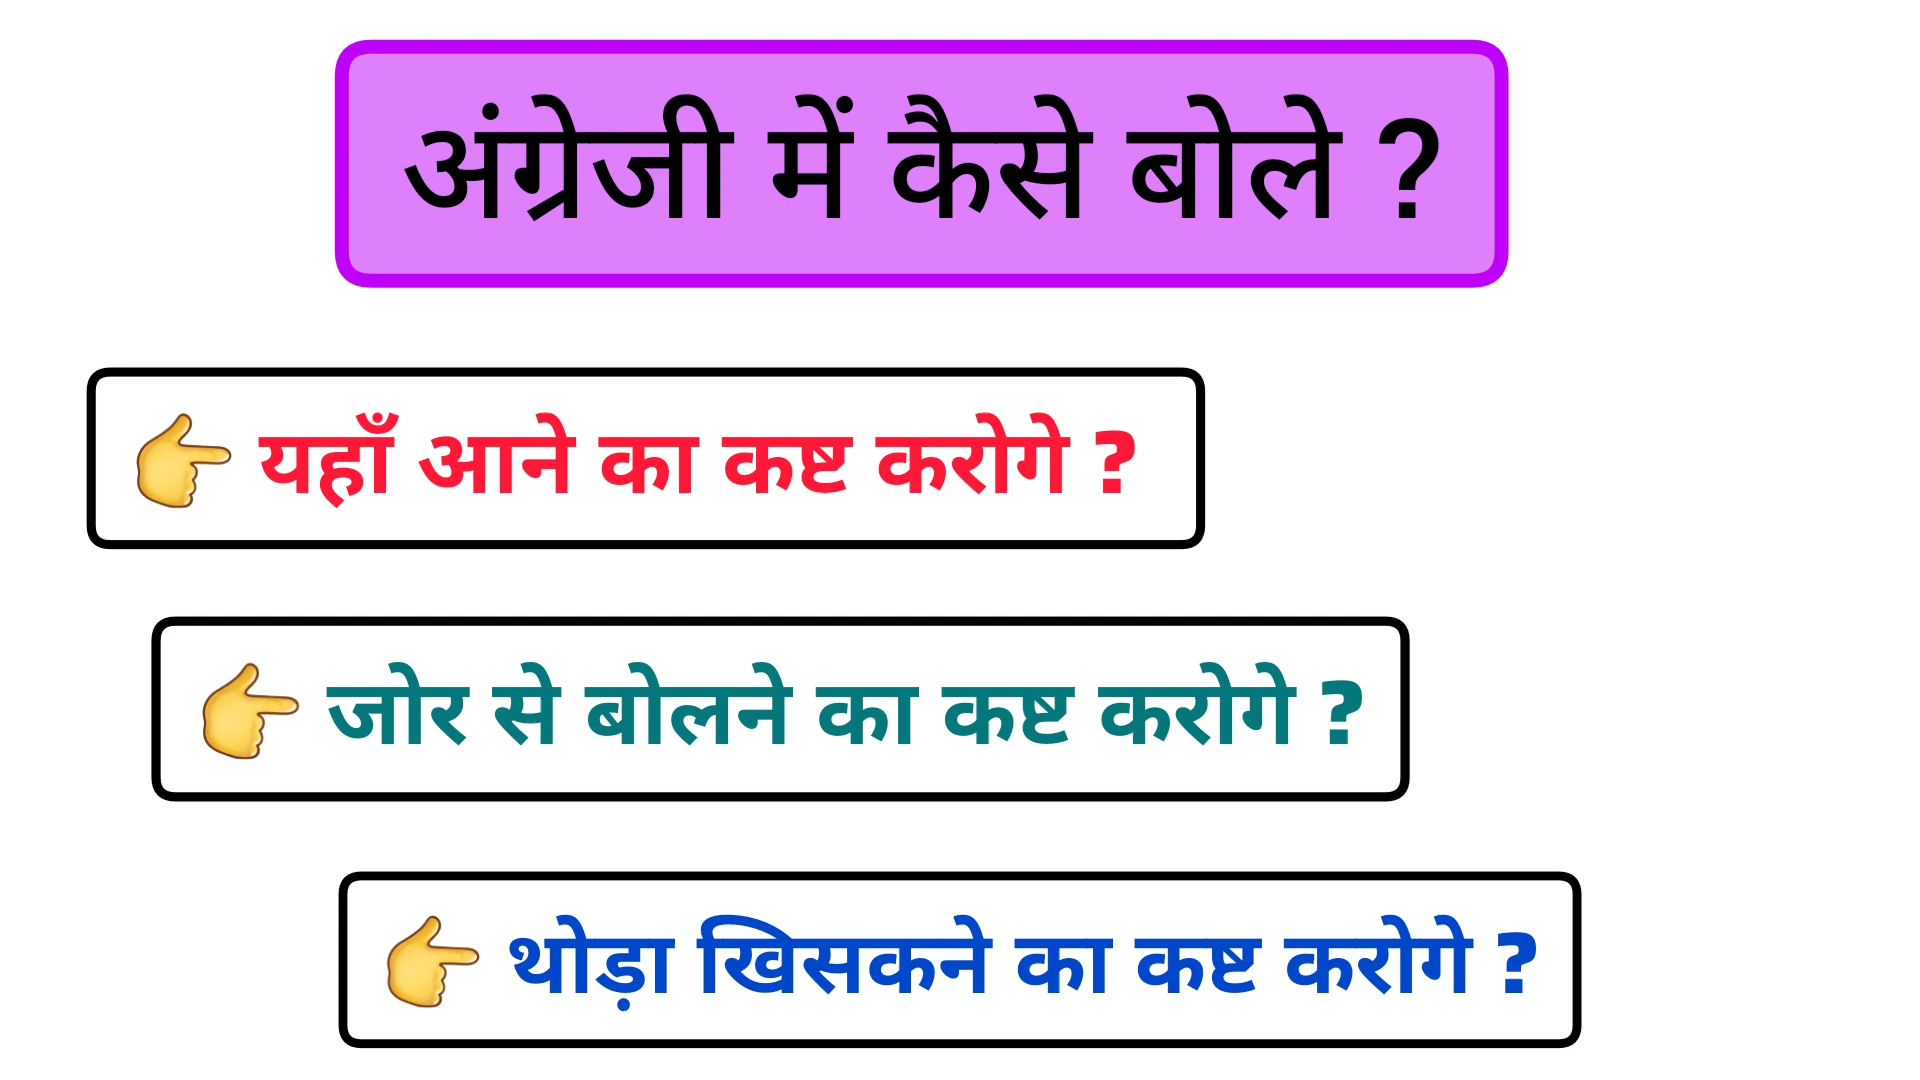 अंग्रेजी में कैसे बोले ?
👉 यहाँ आने का कष्ट करोगे ?
👉 जोर से बोलने का कष्ट करोगे ?
👉 थोड़ा खिसकने का कष्ट करोगे ?